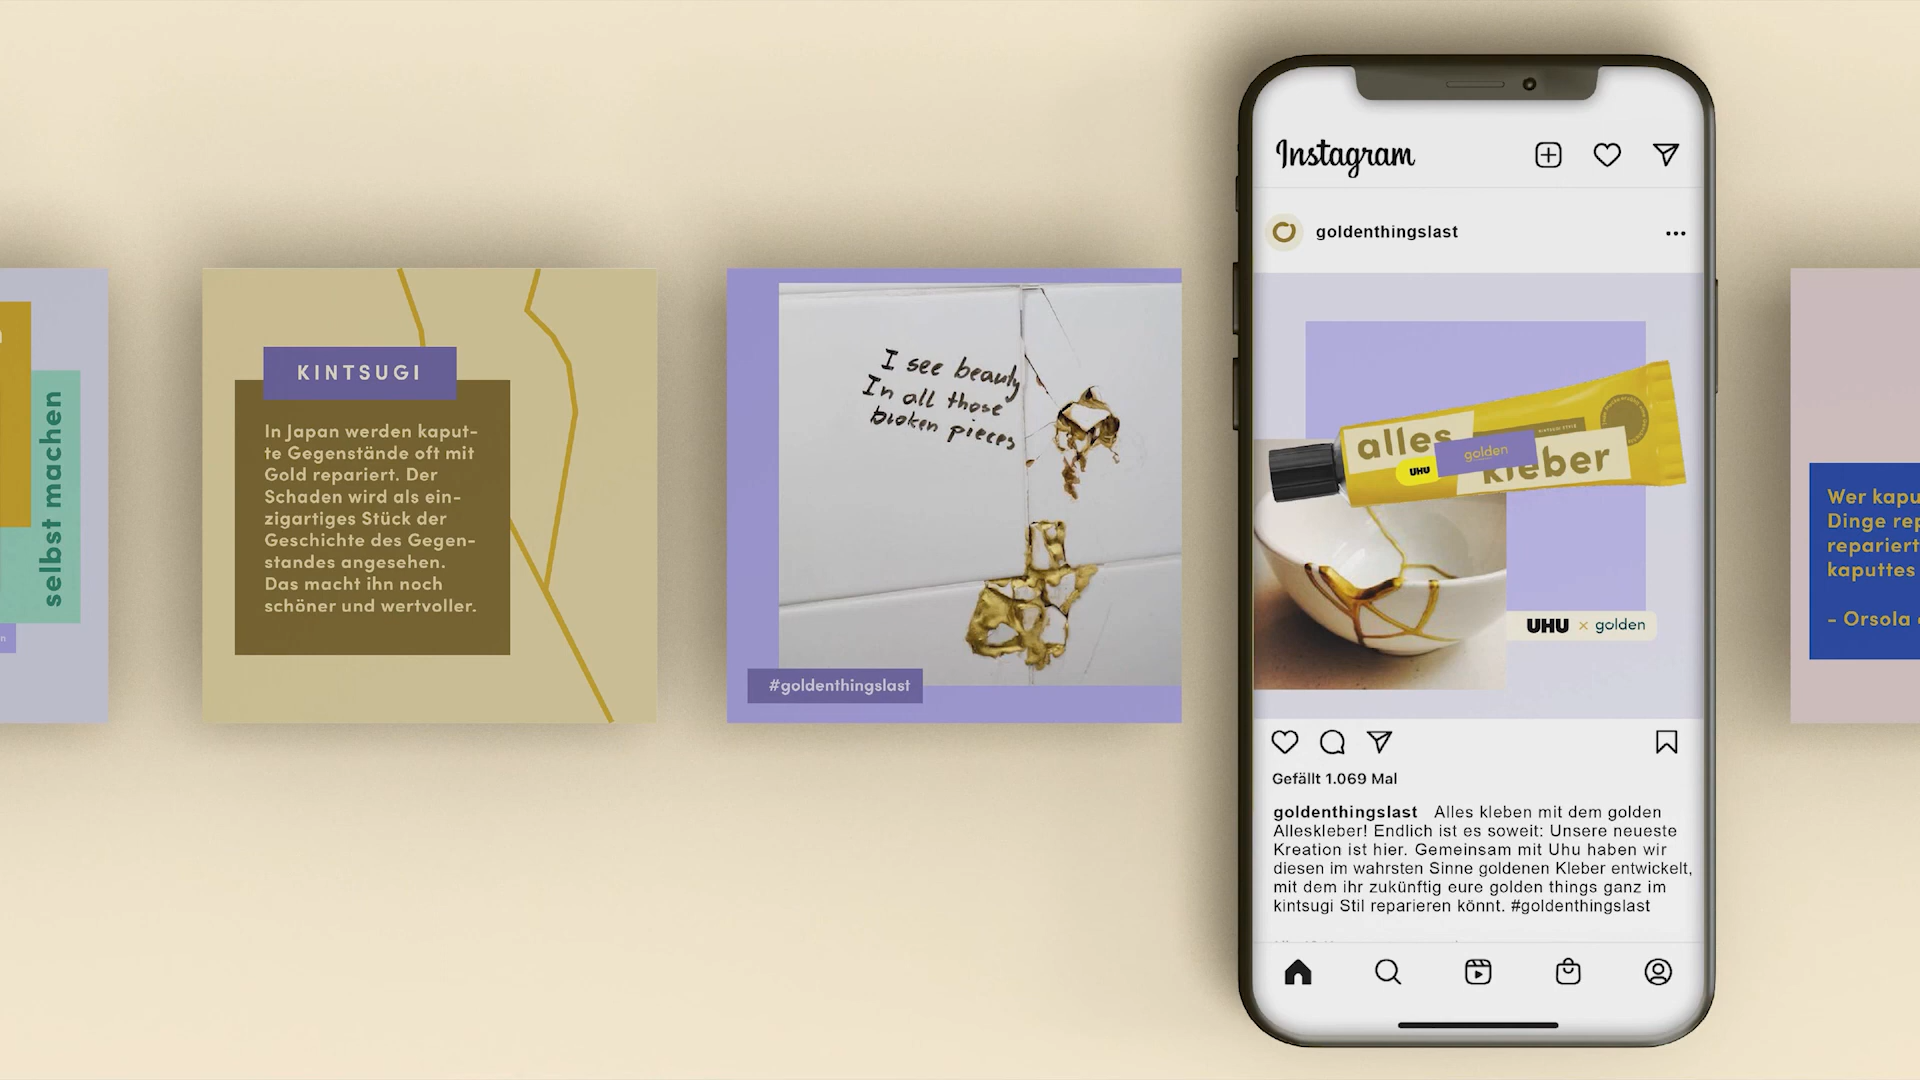 selbst machen
KINTSUGI
In Japan werden kaput-
te Gegenstände oft mit
Gold repariert. Der
Schaden wird als ein-
zigartiges Stück der
Geschichte des Gegen-
standes angesehen.
Das macht ihn noch
schöner und wertvoller.
I see beauty
In all those
broken pieces
#goldenthingslast
Instagram
goldenthingslast
alles
UHU golden
kleber
UHU × golden
Gefällt 1.069 Mal
goldenthingslast Alles kleben mit dem golden
Alleskleber! Endlich ist es soweit: Unsere neueste
Kreation ist hier. Gemeinsam mit Uhu haben wir
diesen im wahrsten Sinne goldenen Kleber entwickelt,
mit dem ihr zukünftig eure golden things ganz im
kintsugi Stil reparieren könnt. #goldenthingslast
Wer kapu
Dinge rep
repariert
kaputtes
- Orsola